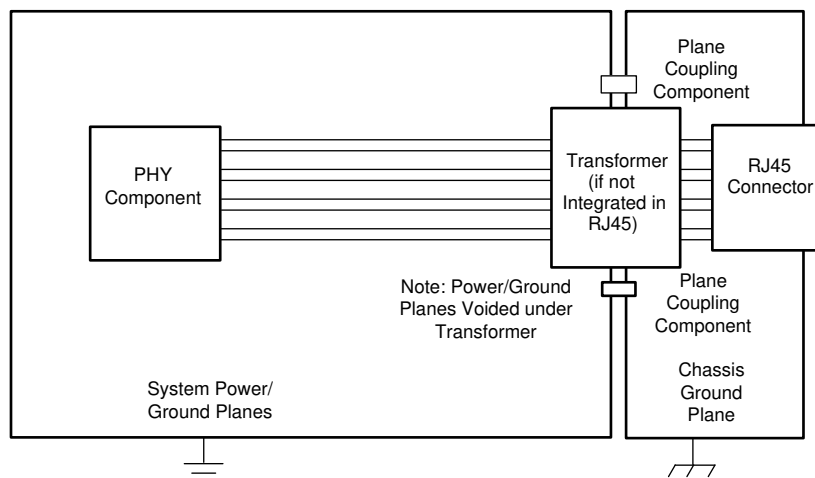 Plane
Coupling
Component
PHY
Component
Transformer
(if not
Integrated in
RJ45)
RJ45
Connector
Note: Power/Ground
Planes Voided under
Transformer
Plane
Coupling
Component
System Power/
Ground Planes
Chassis
Ground
Plane